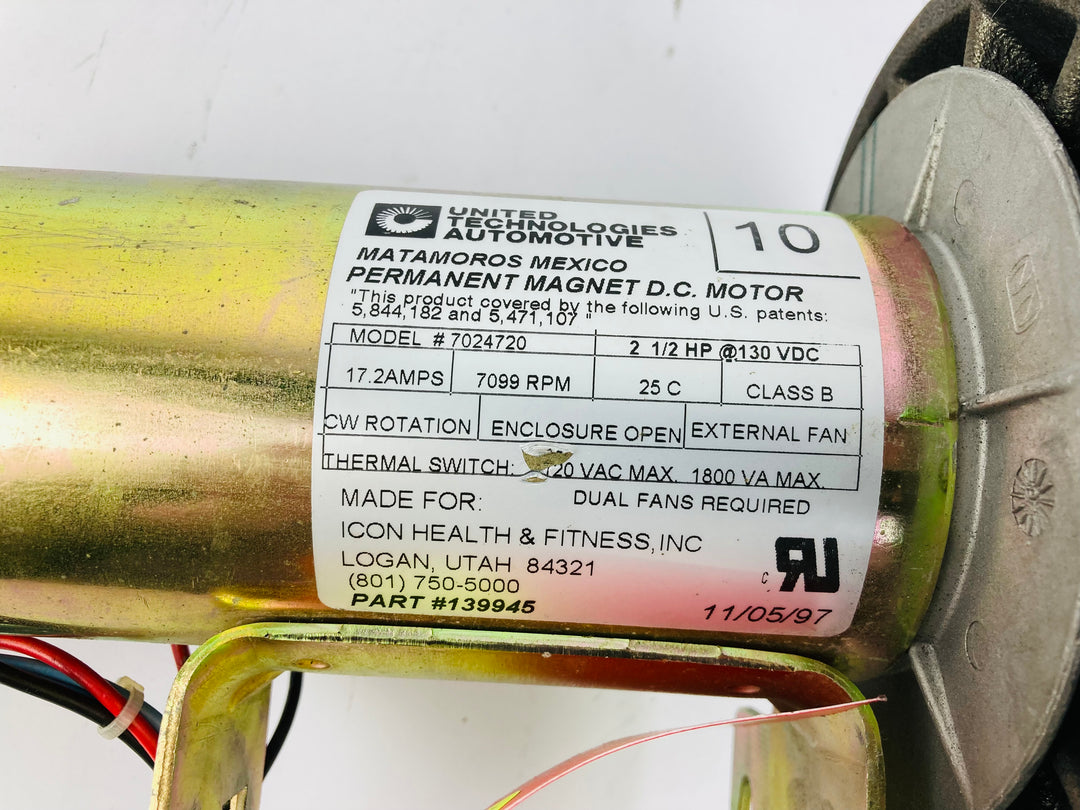 UNITED
TECHNOLOGIES
AUTOMOTIVE
10
MATAMOROS MEXICO
PERMANENT MAGNET D.C. MOTOR
"This product covered by the following U.S. patents:
5,844,182 and 5,471,107 "
MODEL # 7024720 2 1/2 HP @130 VDC
17.2AMPS 7099 RPM 25 C CLASS B
CW ROTATION ENCLOSURE OPEN EXTERNAL FAN
THERMAL SWITCH: 120 VAC MAX. 1800 VA MAX.
MADE FOR: DUAL FANS REQUIRED
ICON HEALTH & FITNESS, INC
LOGAN, UTAH 84321
(801) 750-5000
PART #139945
c RU
11/05/97